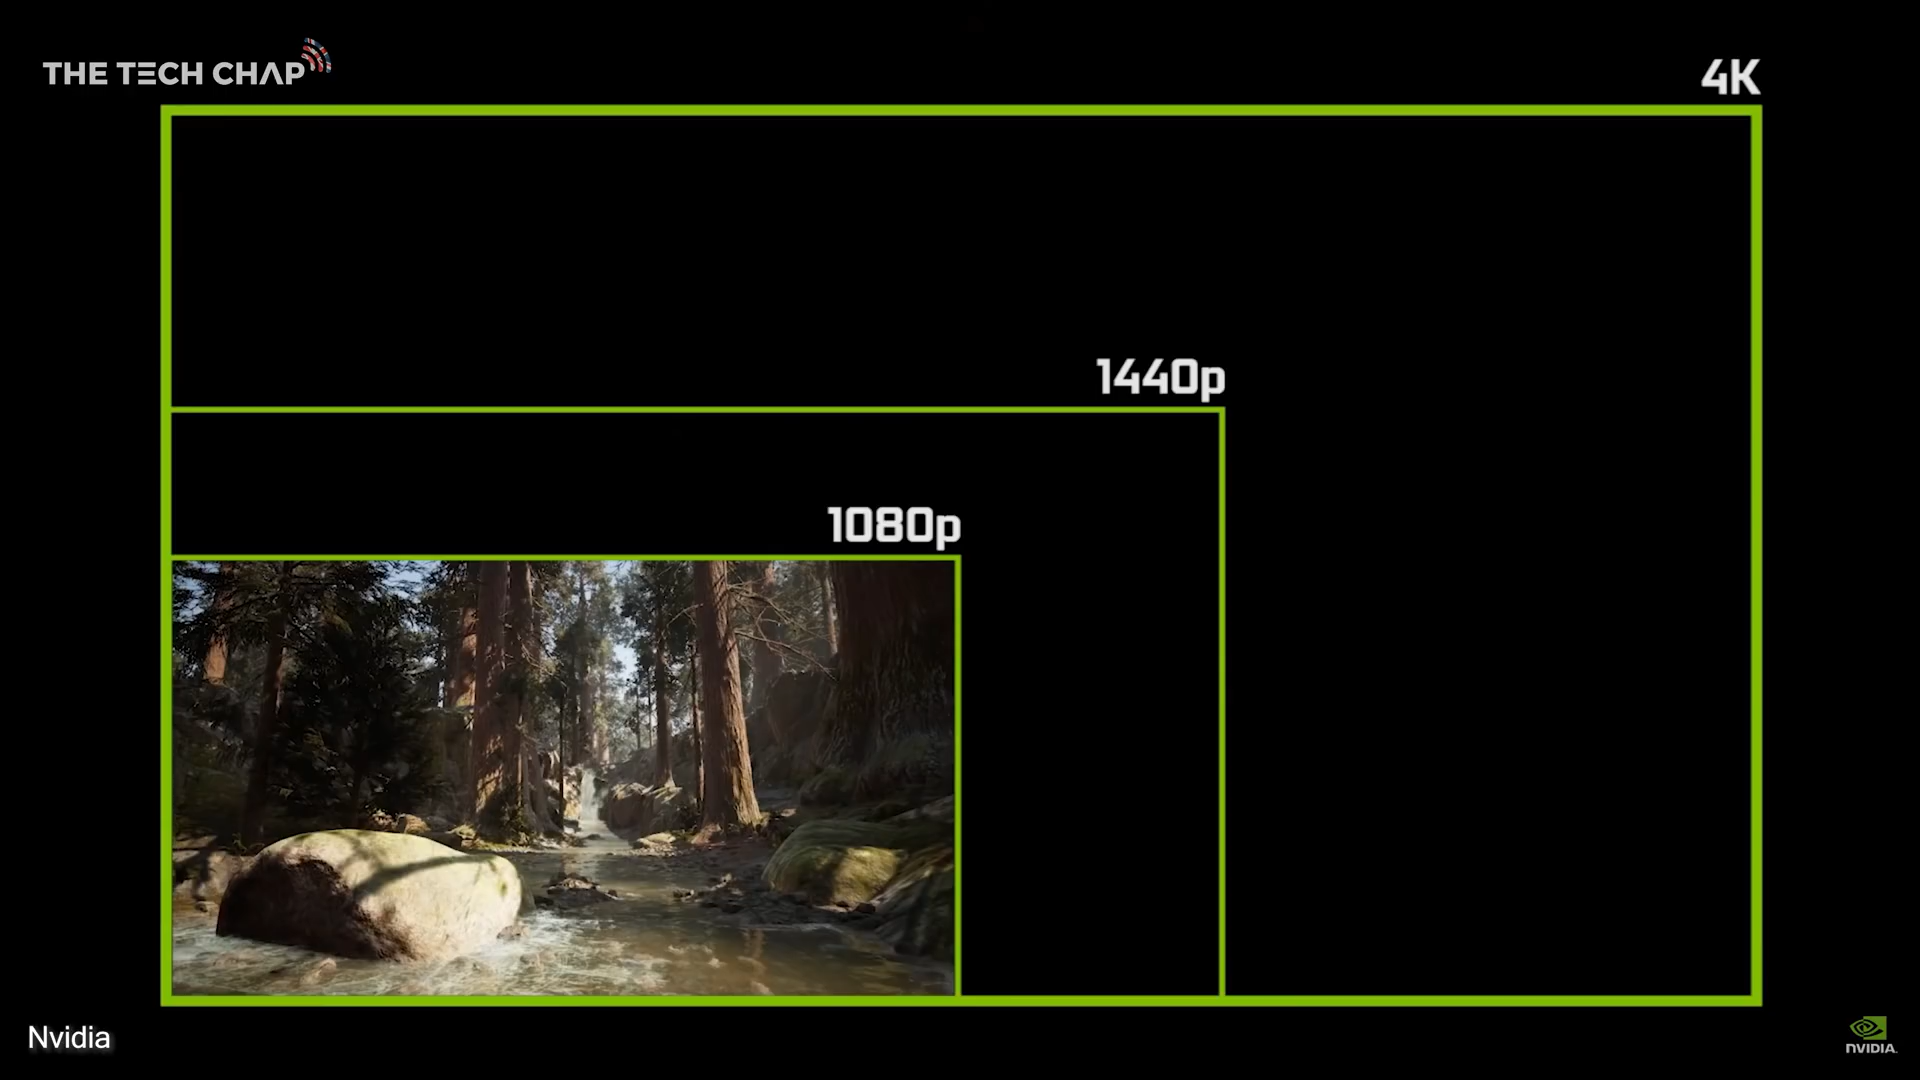 THE TECH CHAP
4K
1440p
1080p
Nvidia
NVIDIA